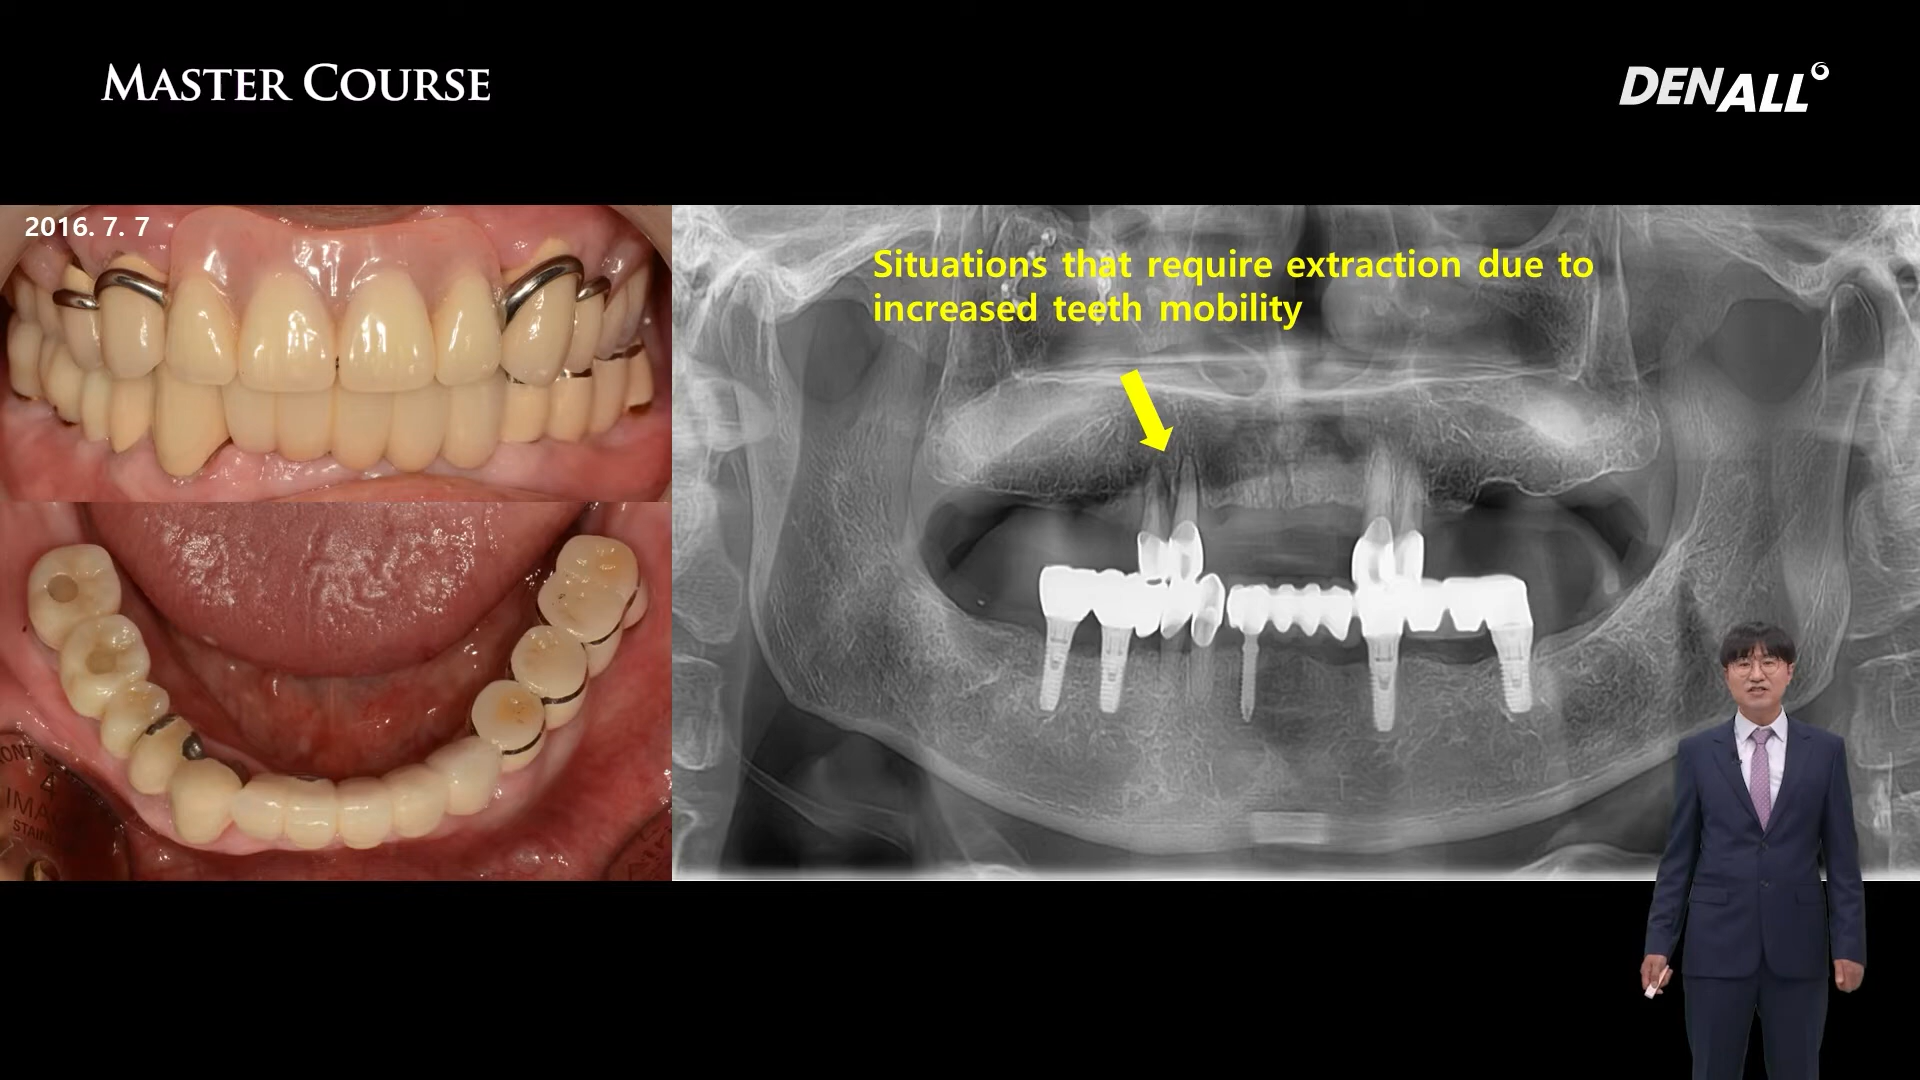 MASTER COURSE
DENALL
2016. 7. 7
Situations that require extraction due to
increased teeth mobility